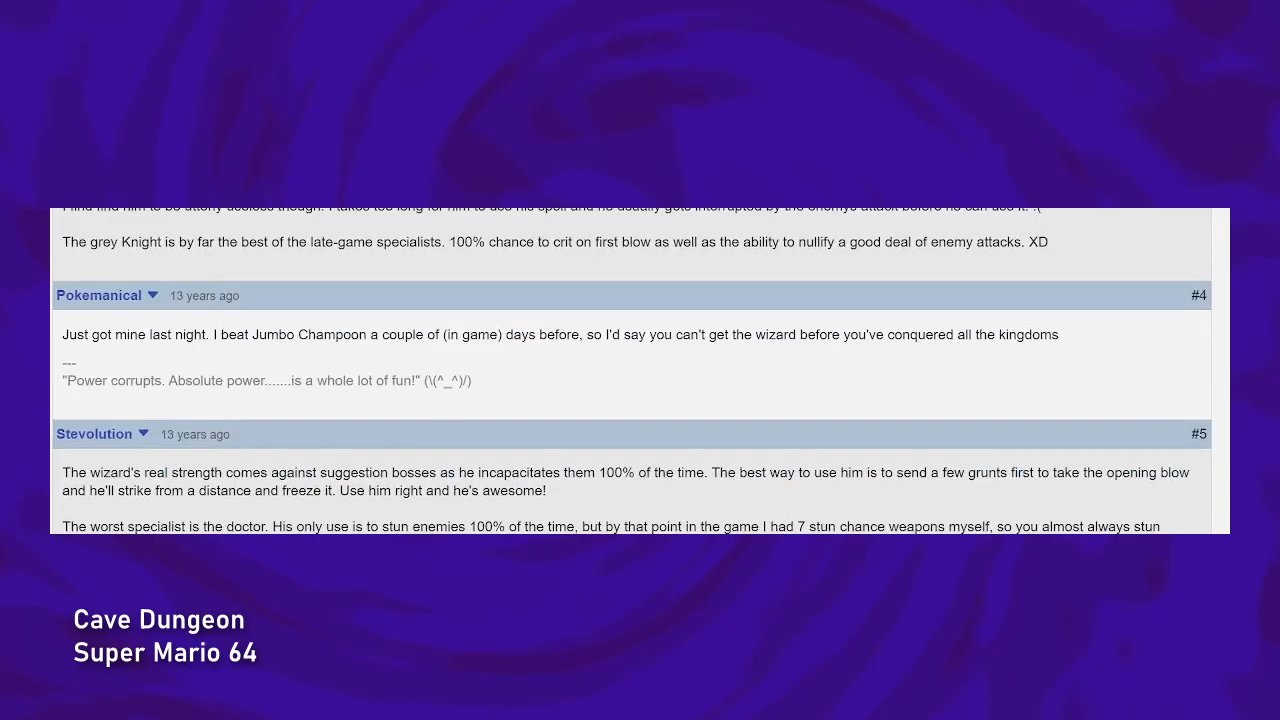 The grey Knight is by far the best of the late-game specialists. 100% chance to crit on first blow as well as the ability to nullify a good deal of enemy attacks. XD
Pokemanical 13 years ago #4
Just got mine last night. I beat Jumbo Champoon a couple of (in game) days before, so I'd say you can't get the wizard before you've conquered all the kingdoms
---
"Power corrupts. Absolute power.......is a whole lot of fun!" (\(^_^)/)
Stevolution 13 years ago #5
The wizard's real strength comes against suggestion bosses as he incapacitates them 100% of the time. The best way to use him is to send a few grunts first to take the opening blow
and he'll strike from a distance and freeze it. Use him right and he's awesome!
The worst specialist is the doctor. His only use is to stun enemies 100% of the time, but by that point in the game I had 7 stun chance weapons myself, so you almost always stun
Cave Dungeon
Super Mario 64